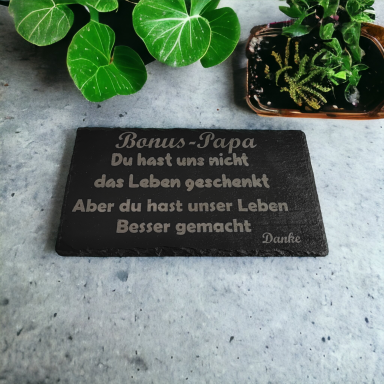 Bonus-Papa
Du hast uns nicht
das Leben geschenkt
Aber du hast unser Leben
Besser gemacht
Danke